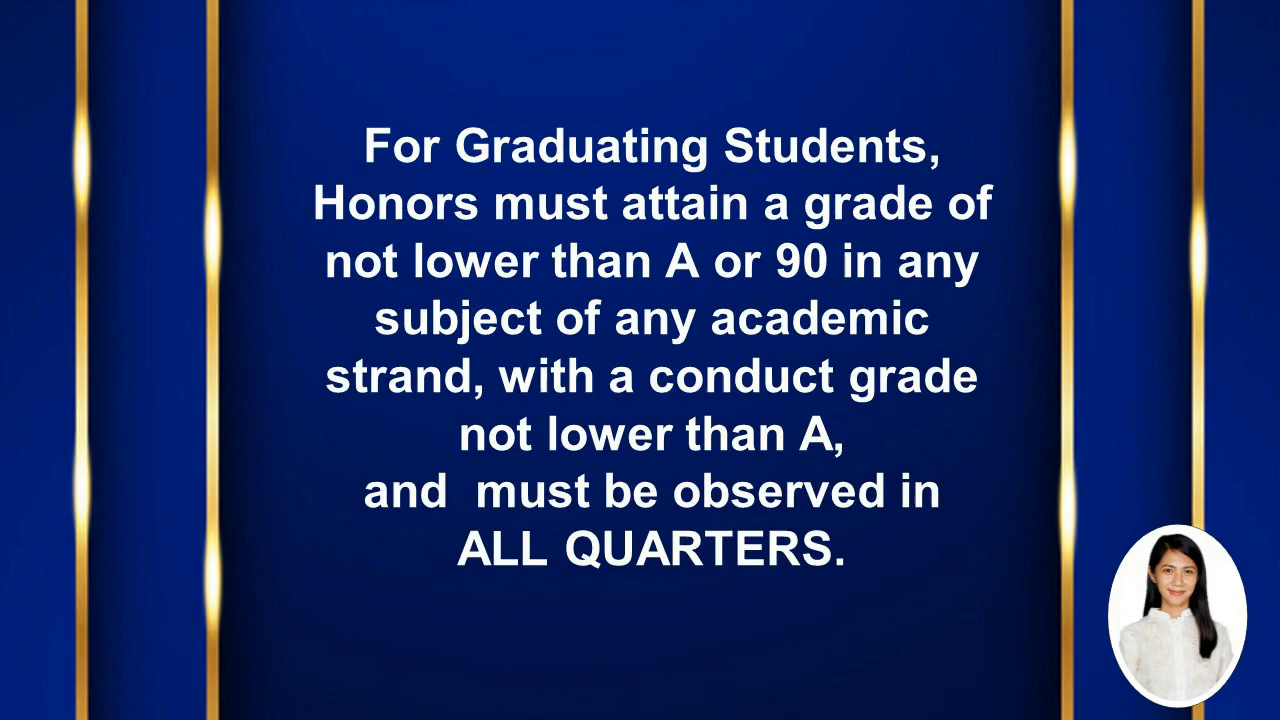 For Graduating Students,
Honors must attain a grade of
not lower than A or 90 in any
subject of any academic
strand, with a conduct grade
not lower than A,
and  must be observed in
ALL QUARTERS.